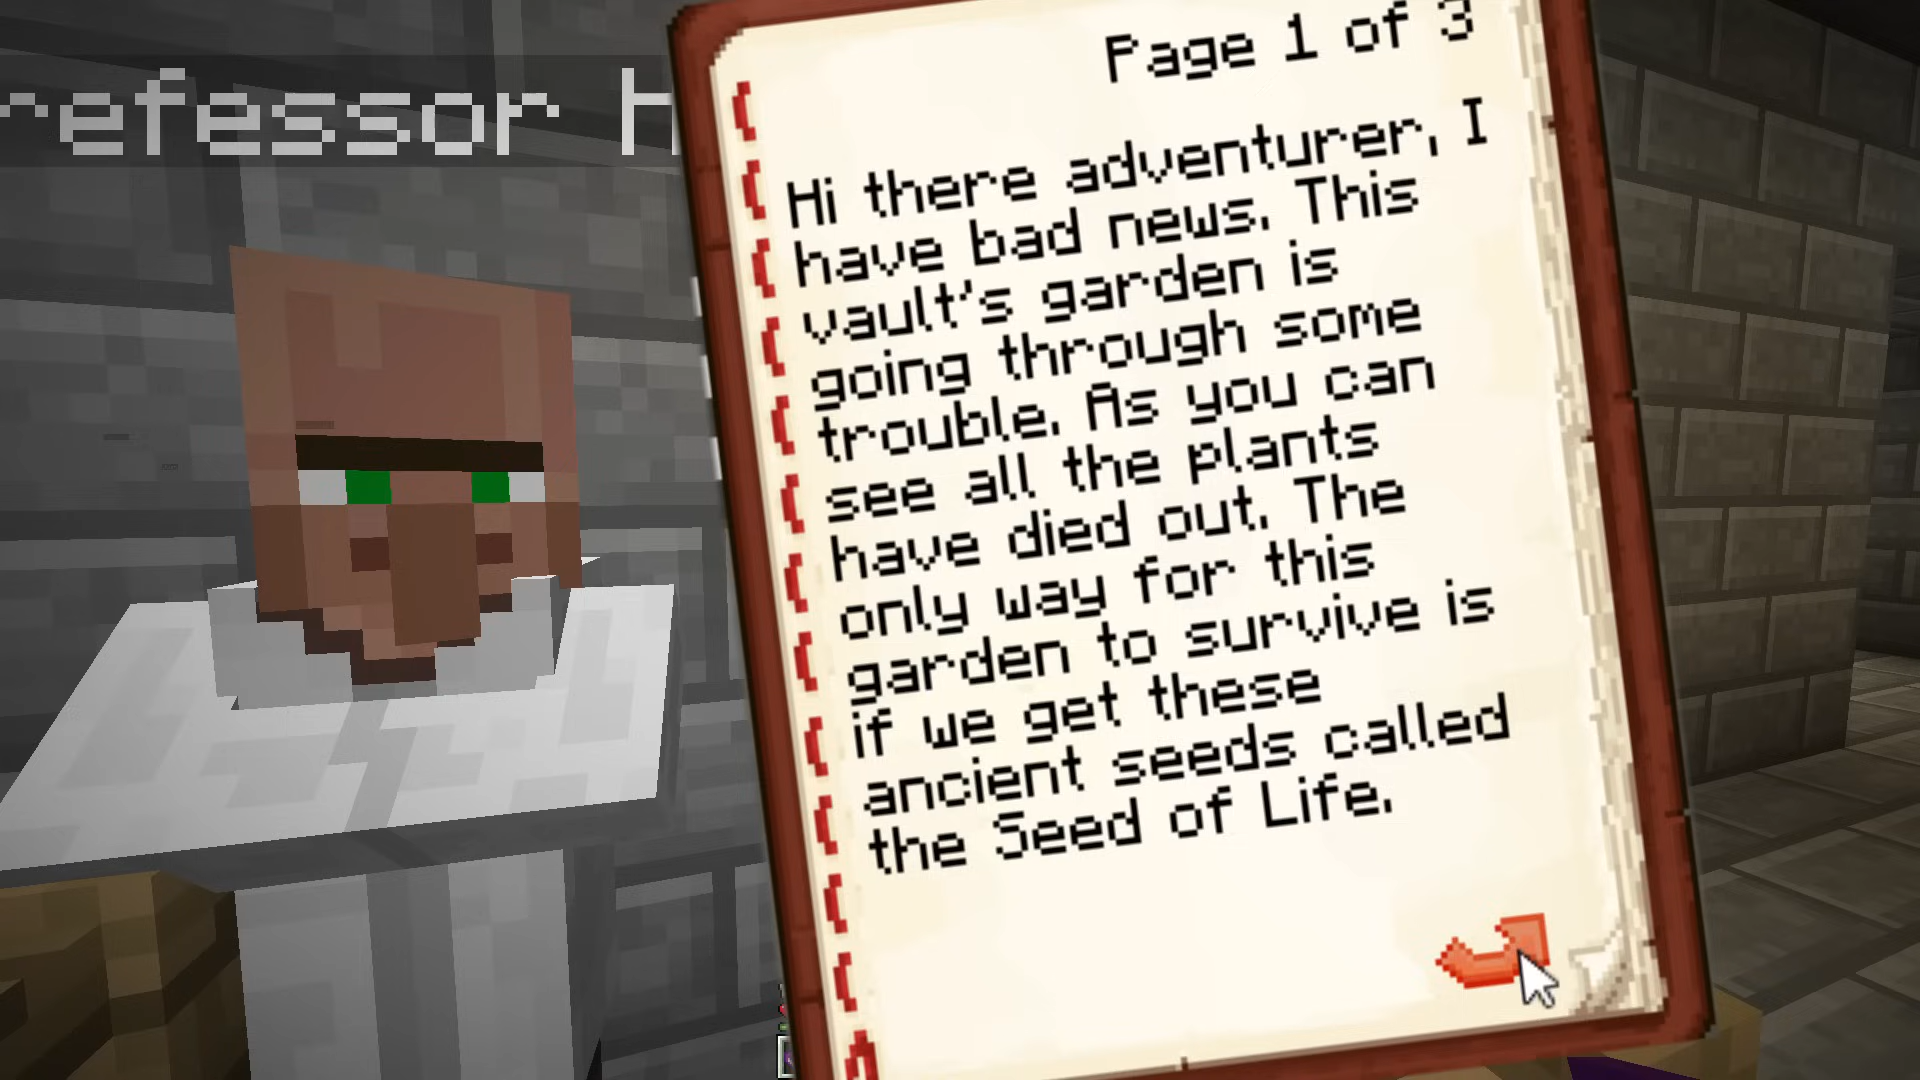 refessor h
Page 1 of 3
Hi there adventurer, I
have bad news. This
vault's garden is
going through some
trouble. As you can
see all the plants
have died out. The
only way for this
garden to survive is
if we get these
ancient seeds called
the Seed of Life.